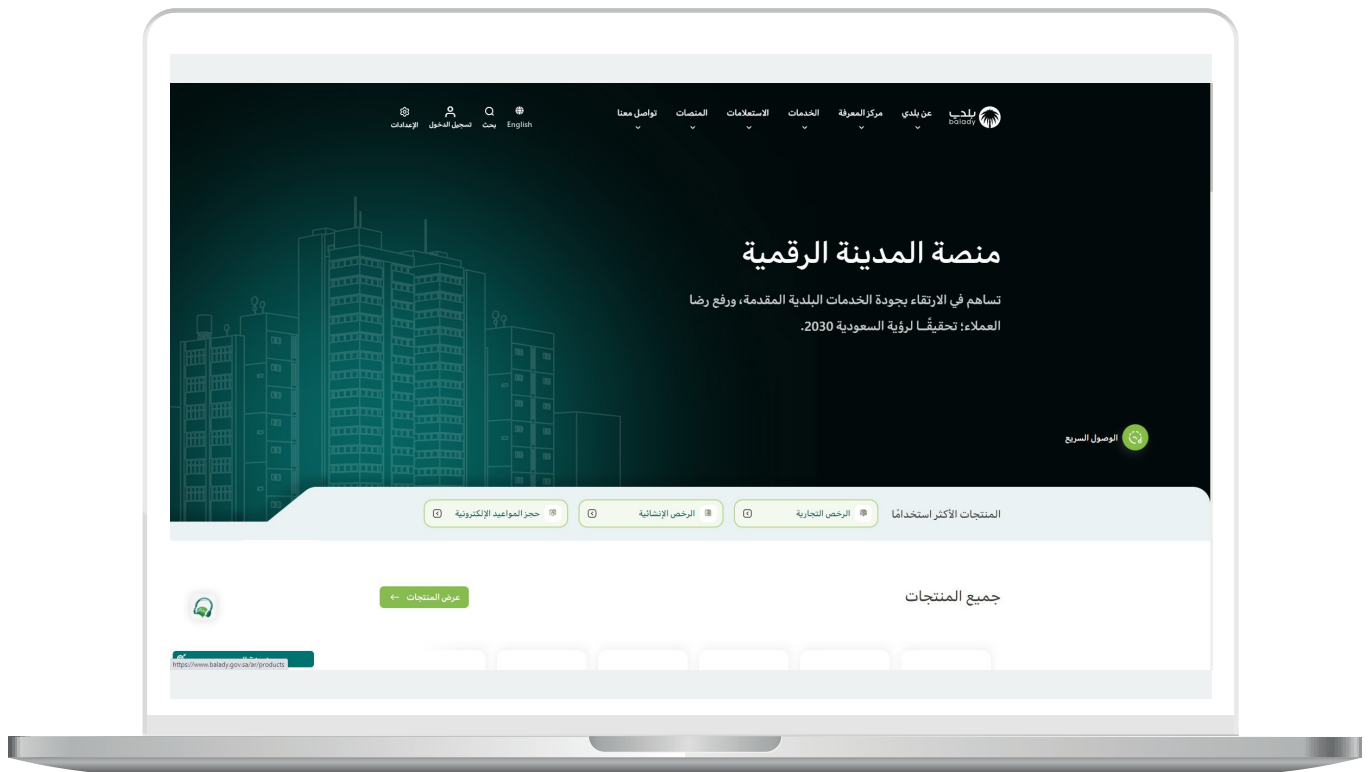 بلدي
balady
عن بلدي
مركز المعرفة
الخدمات
الاستعلامات
المنصات
تواصل معنا
English
بحث
تسجيل الدخول
الإعدادات
منصة المدينة الرقمية
تساهم في الارتقاء بجودة الخدمات البلدية المقدمة، ورفع رضا
العملاء؛ تحقيقًــا لرؤية السعودية 2030.
الوصول السريع
المنتجات الأكثر استخدامًا
الرخص التجارية
الرخص الإنشائية
حجز المواعيد الإلكترونية
جميع المنتجات
عرض المنتجات ←
https://www.balady.gov.sa/ar/products